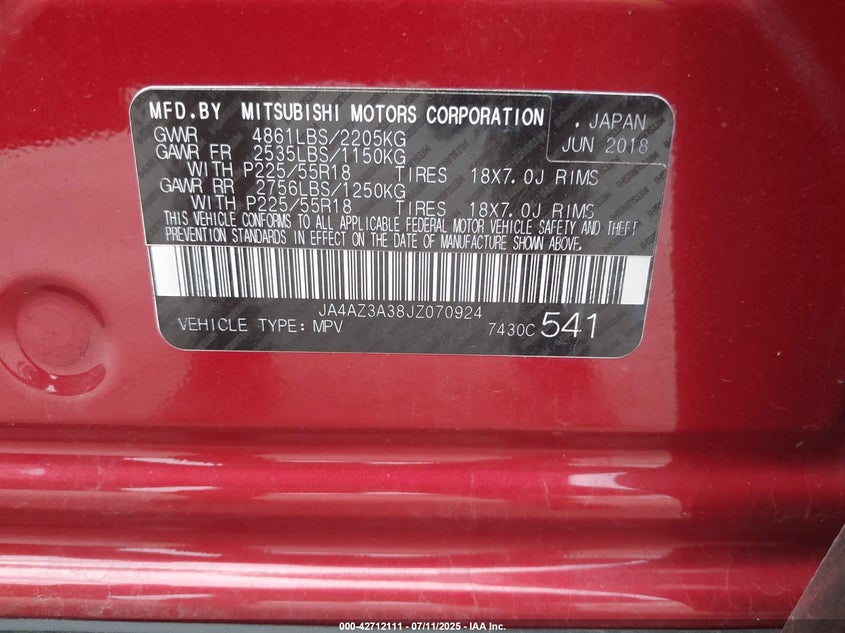 MFD.BY MITSUBISHI MOTORS CORPORATION
. JAPAN
JUN 2018
GVWR 4861LBS/2205KG
GAWR FR 2535LBS/1150KG
WITH P225/55R18 TIRES 18X7.0J RIMS
GAWR RR 2756LBS/1250KG
WITH P225/55R18 TIRES 18X7.0J RIMS
THIS VEHICLE CONFORMS TO ALL APPLICABLE FEDERAL MOTOR VEHICLE SAFETY AND THEFT
PREVENTION STANDARDS IN EFFECT ON THE DATE OF MANUFACTURE SHOWN ABOVE.
JA4AZ3A38JZ070924
VEHICLE TYPE: MPV 7430C 541
000-42712111 - 07/11/2025 - IAA Inc.